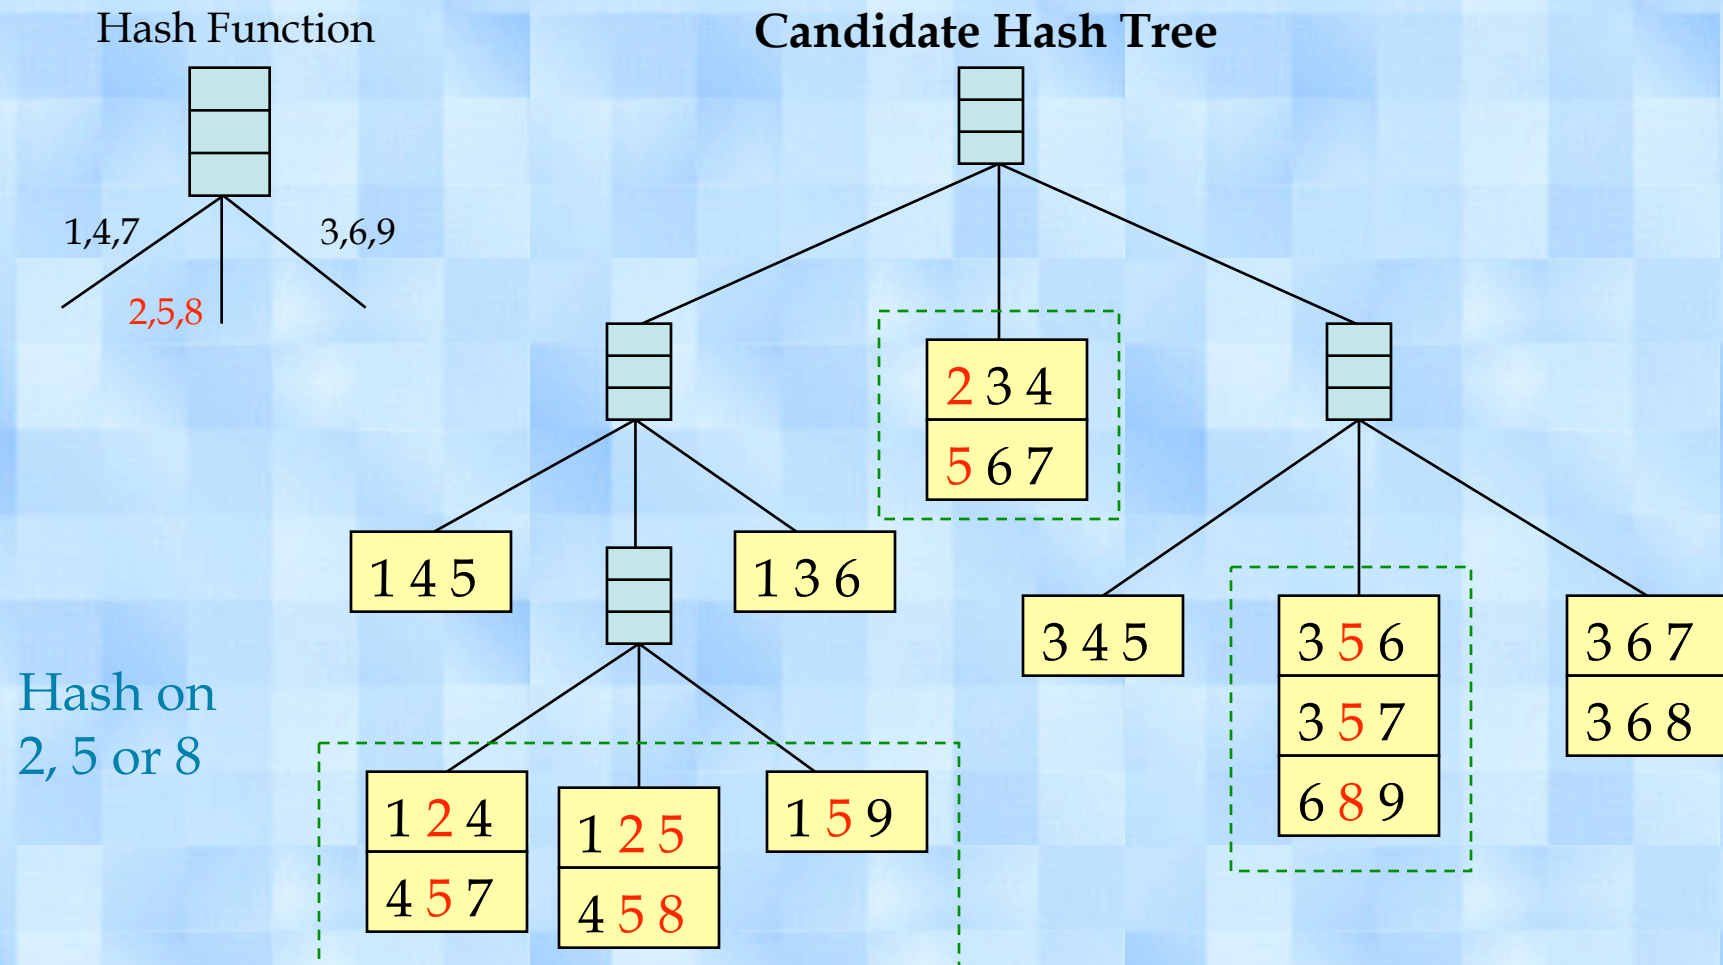 Hash Function
Candidate Hash Tree
1,4,7
3,6,9
2,5,8
2 3 4
5 6 7
1 4 5
1 3 6
3 4 5
3 5 6
3 5 7
6 8 9
3 6 7
3 6 8
Hash on
2, 5 or 8
1 2 4
4 5 7
1 2 5
4 5 8
1 5 9